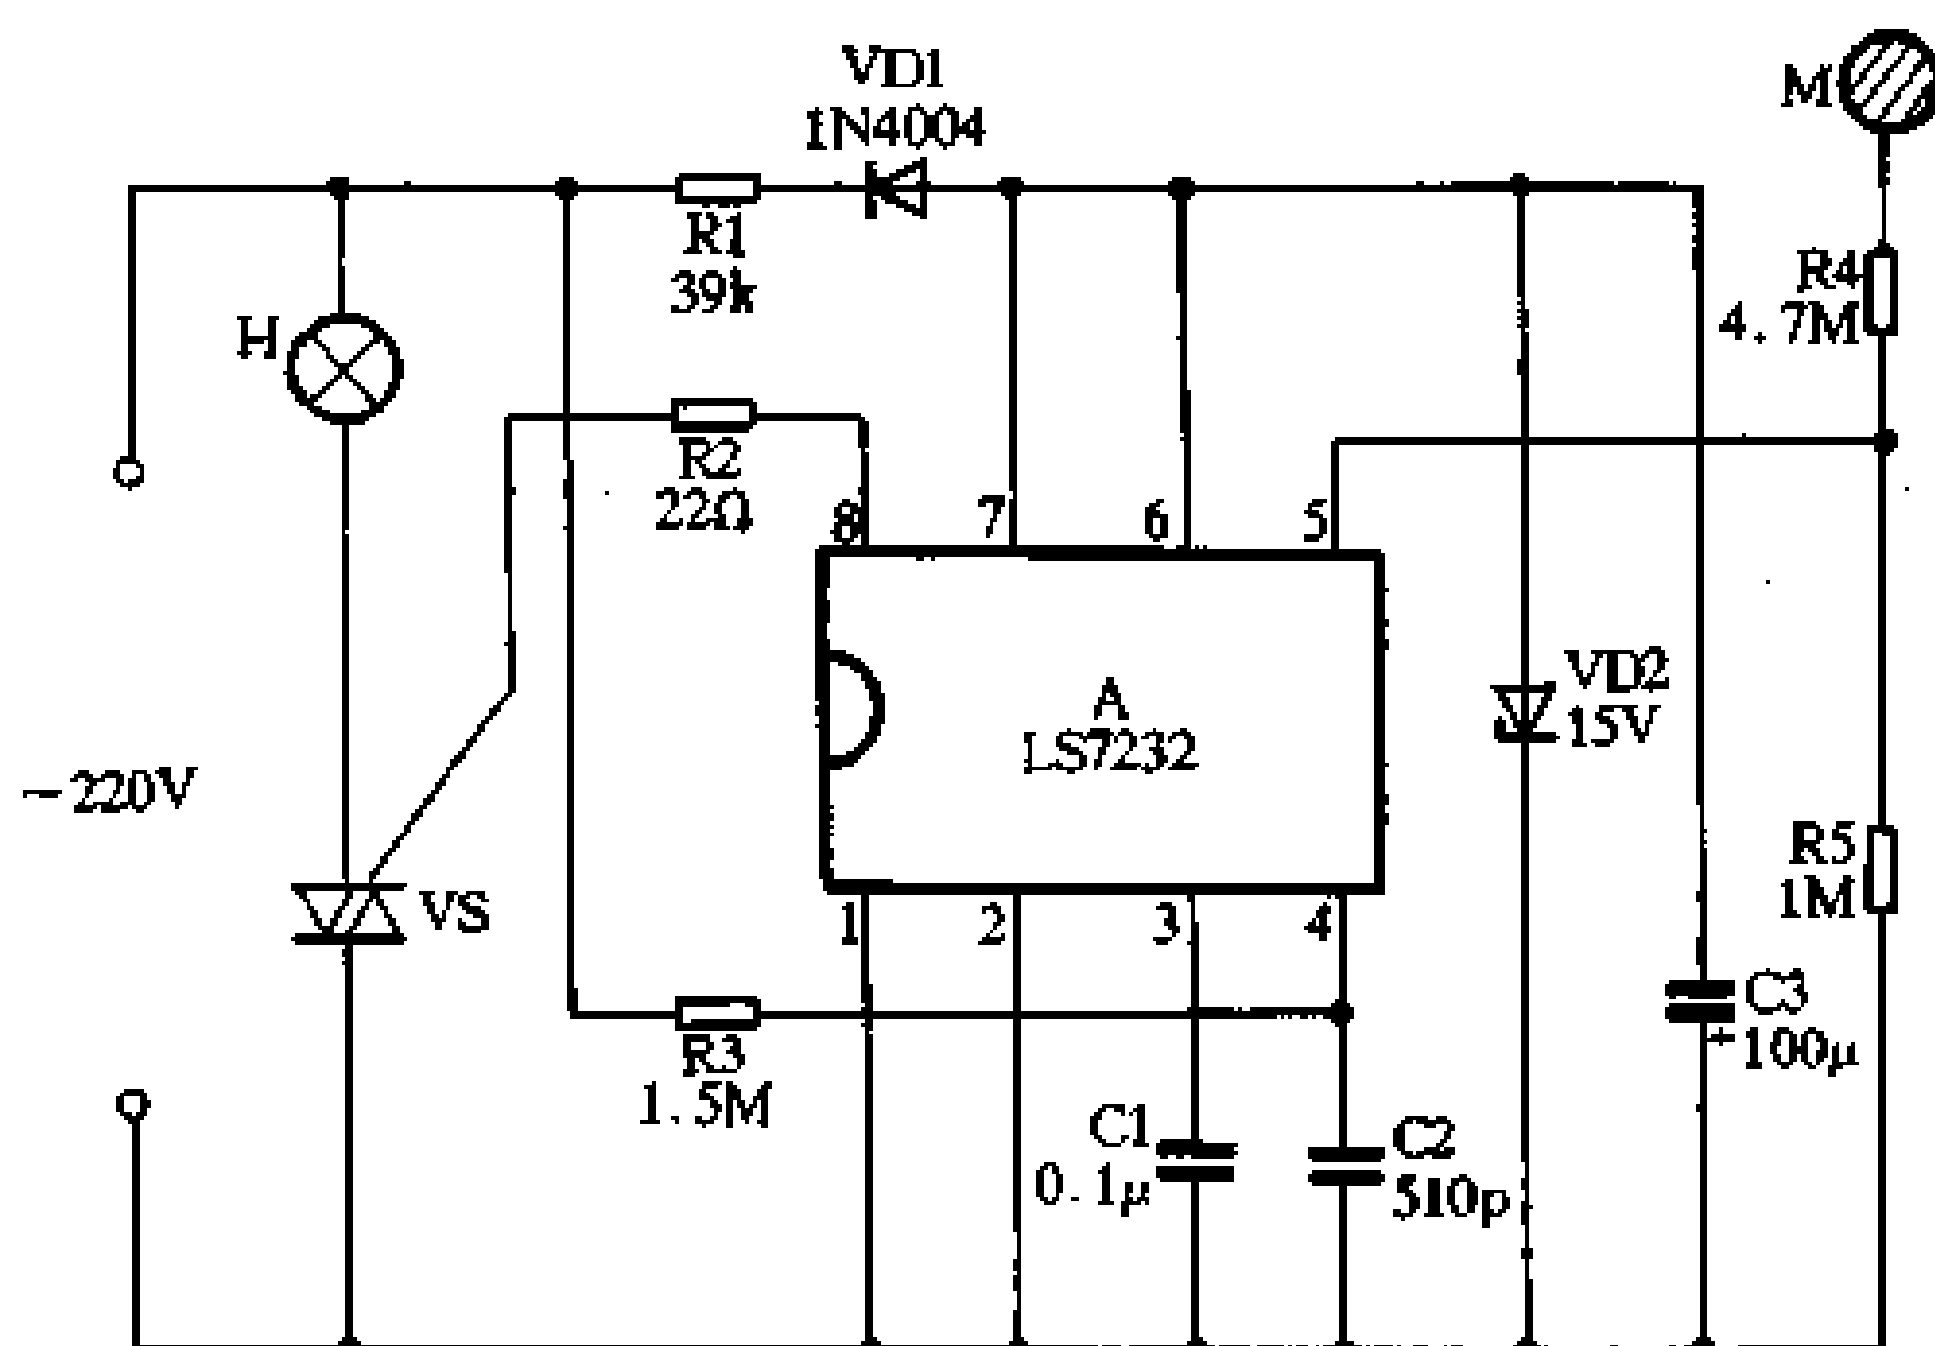 VD1
1N4004
M
R1
39k
R4
4.7M
H
R2
22Ω
8
7
6
5
A
LS7232
VD2
15V
~220V
VS
R5
1M
1
2
3
4
R3
1.5M
C3
+100μ
C1
0.1μ
C2
510p